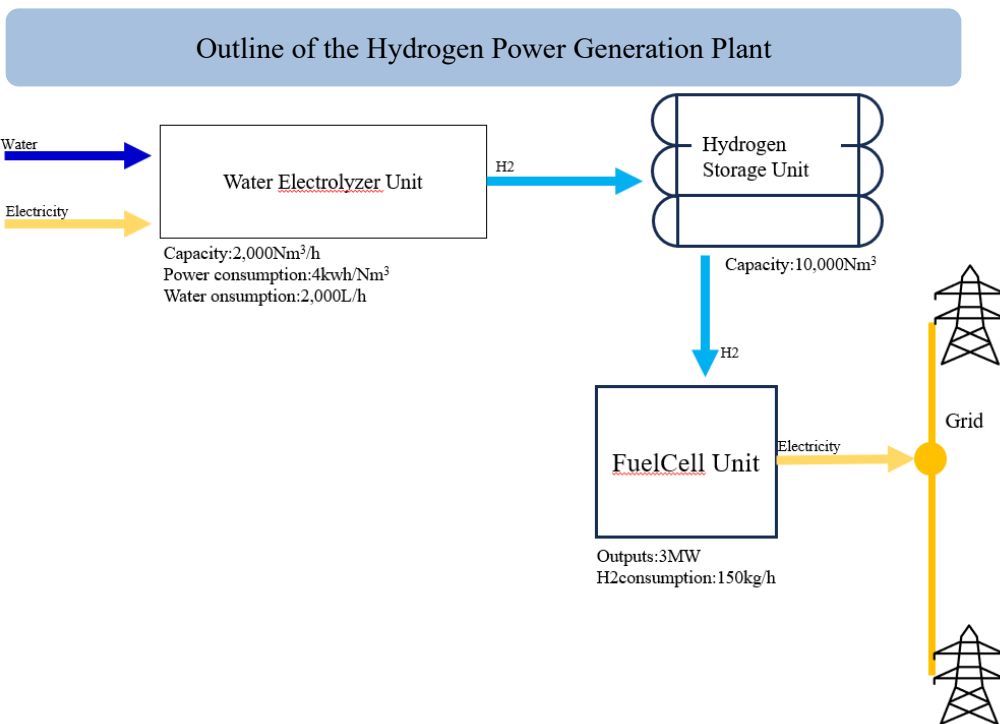 Outline of the Hydrogen Power Generation Plant
Water
Electricity
Water Electrolyzer Unit
H2
Hydrogen
Storage Unit
Capacity:2,000Nm³/h
Power consumption:4kwh/Nm³
Water onsumption:2,000L/h
Capacity:10,000Nm³
H2
Grid
FuelCell Unit
Electricity
Outputs:3MW
H2consumption:150kg/h